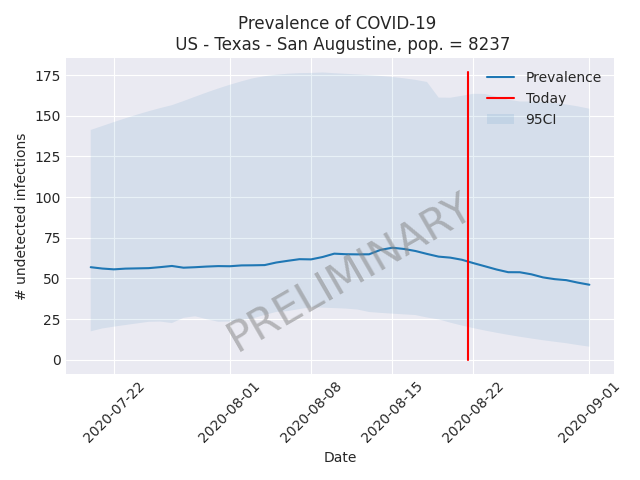 Prevalence of COVID-19
US - Texas - San Augustine, pop. = 8237
# undetected infections
175
150
125
100
75
50
25
0
Prevalence
Today
95CI
PRELIMINARY
2020-07-22
2020-08-01
2020-08-08
2020-08-15
2020-08-22
2020-09-01
Date